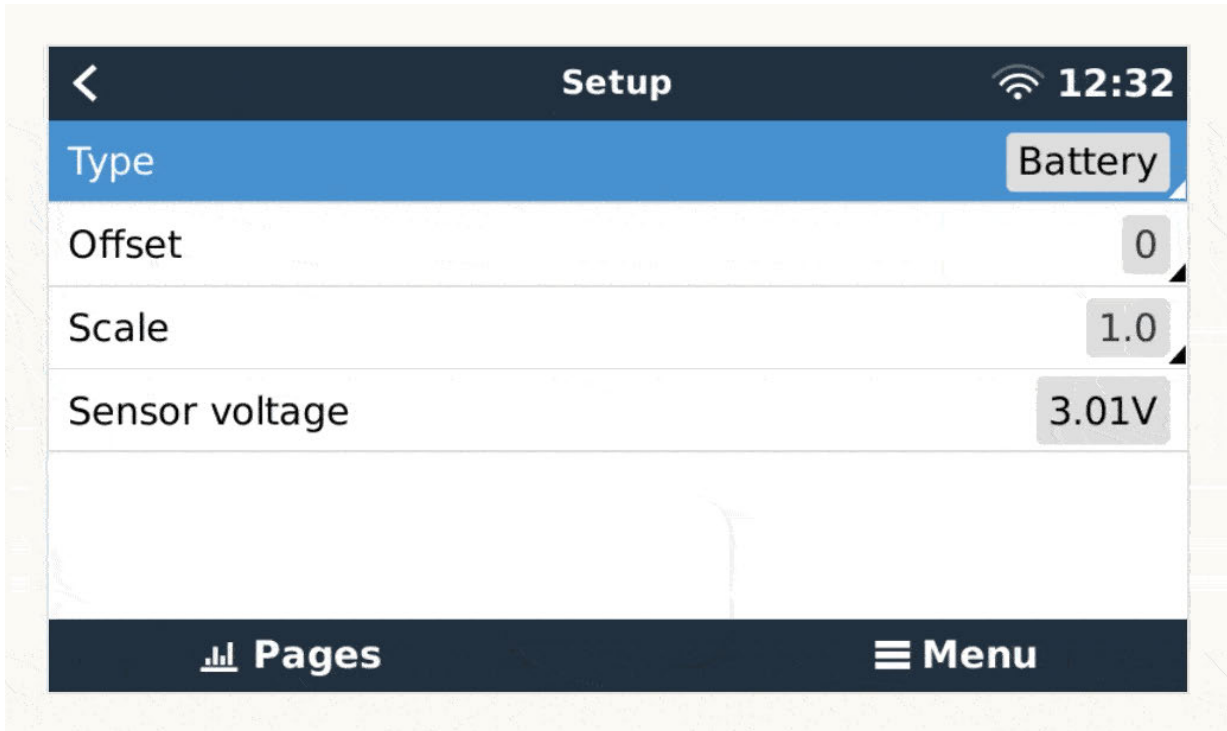 Setup 12:32
Type Battery
Offset 0
Scale 1.0
Sensor voltage 3.01V
Pages Menu